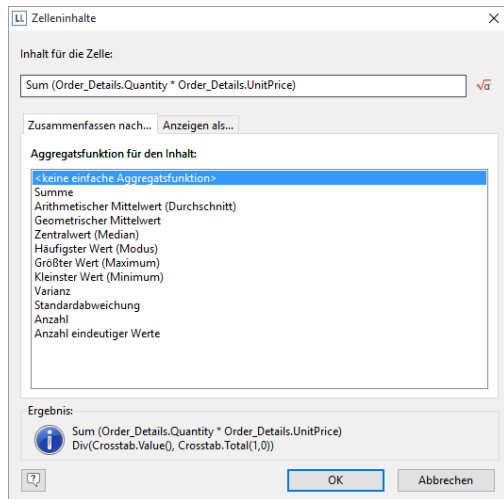 LL Zelleninhalte
Inhalt für die Zelle:
Sum (Order_Details.Quantity * Order_Details.UnitPrice)
√α
Zusammenfassen nach... Anzeigen als...
Aggregatsfunktion für den Inhalt:
<keine einfache Aggregatsfunktion>
Summe
Arithmetischer Mittelwert (Durchschnitt)
Geometrischer Mittelwert
Zentralwert (Median)
Häufigster Wert (Modus)
Größter Wert (Maximum)
Kleinster Wert (Minimum)
Varianz
Standardabweichung
Anzahl
Anzahl eindeutiger Werte
Ergebnis:
Sum (Order_Details.Quantity * Order_Details.UnitPrice)
Div(Crosstab.Value(), Crosstab.Total(1,0))
? OK Abbrechen